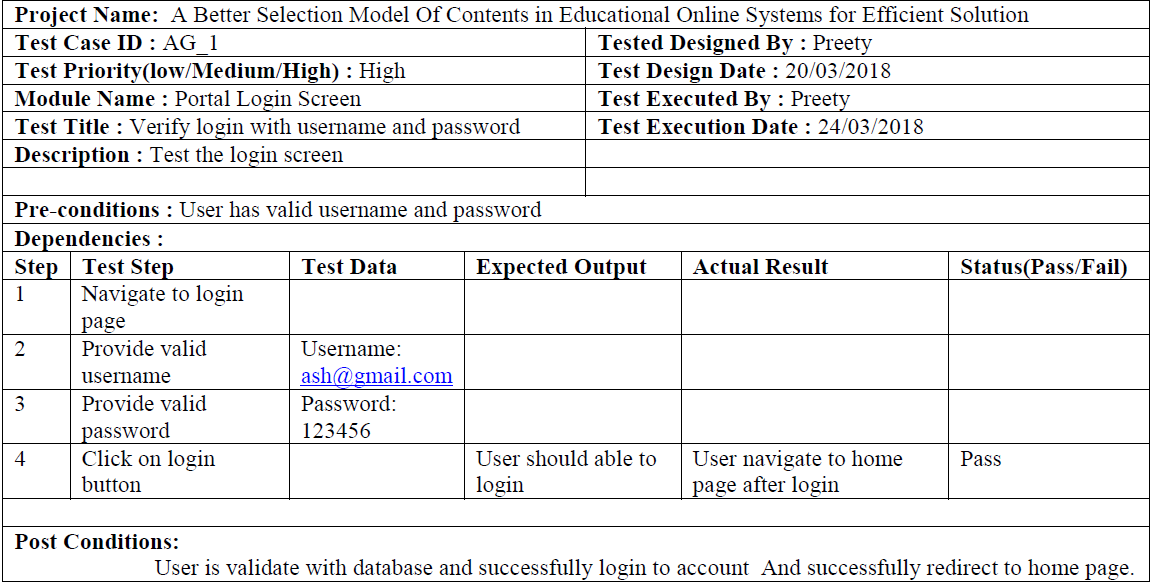 Project Name: A Better Selection Model Of Contents in Educational Online Systems for Efficient Solution
Test Case ID : AG_1 Tested Designed By : Preety
Test Priority(low/Medium/High) : High Test Design Date : 20/03/2018
Module Name : Portal Login Screen Test Executed By : Preety
Test Title : Verify login with username and password Test Execution Date : 24/03/2018
Description : Test the login screen
Pre-conditions : User has valid username and password
Dependencies :
Step Test Step Test Data Expected Output Actual Result Status(Pass/Fail)
1 Navigate to login
page
2 Provide valid Username:
username ash@gmail.com
3 Provide valid Password:
password 123456
4 Click on login User should able to User navigate to home Pass
button login page after login
Post Conditions:
User is validate with database and successfully login to account And successfully redirect to home page.